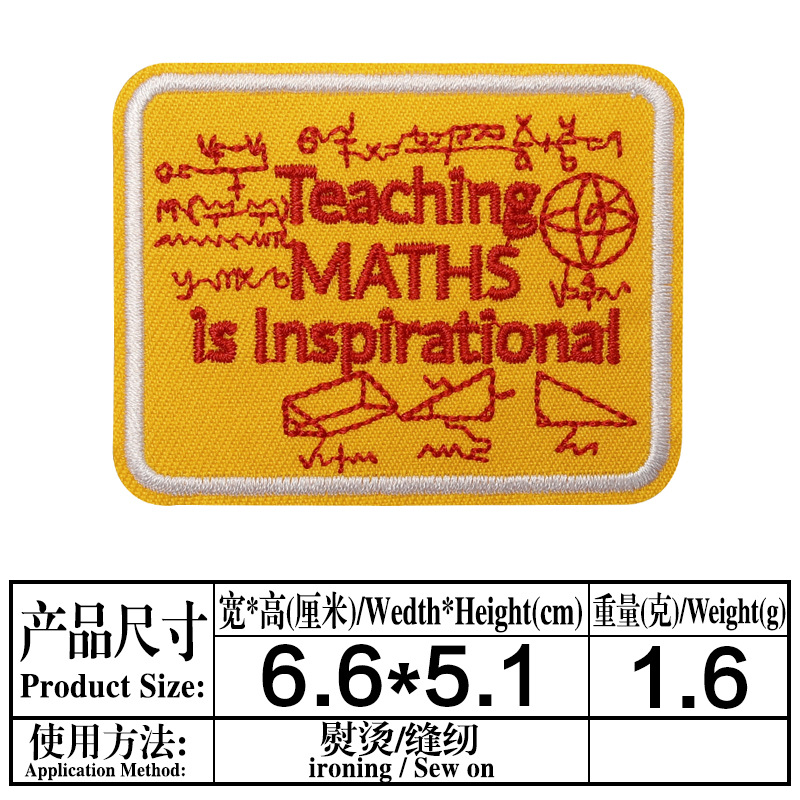 Teaching
MATHS
is Inspirational
产品尺寸
Product Size:
宽*高(厘米)/Wedth*Height(cm)
重量(克)/Weight(g)
6.6*5.1
1.6
使用方法:
Application Method:
熨烫/缝纫
ironing / Sew on